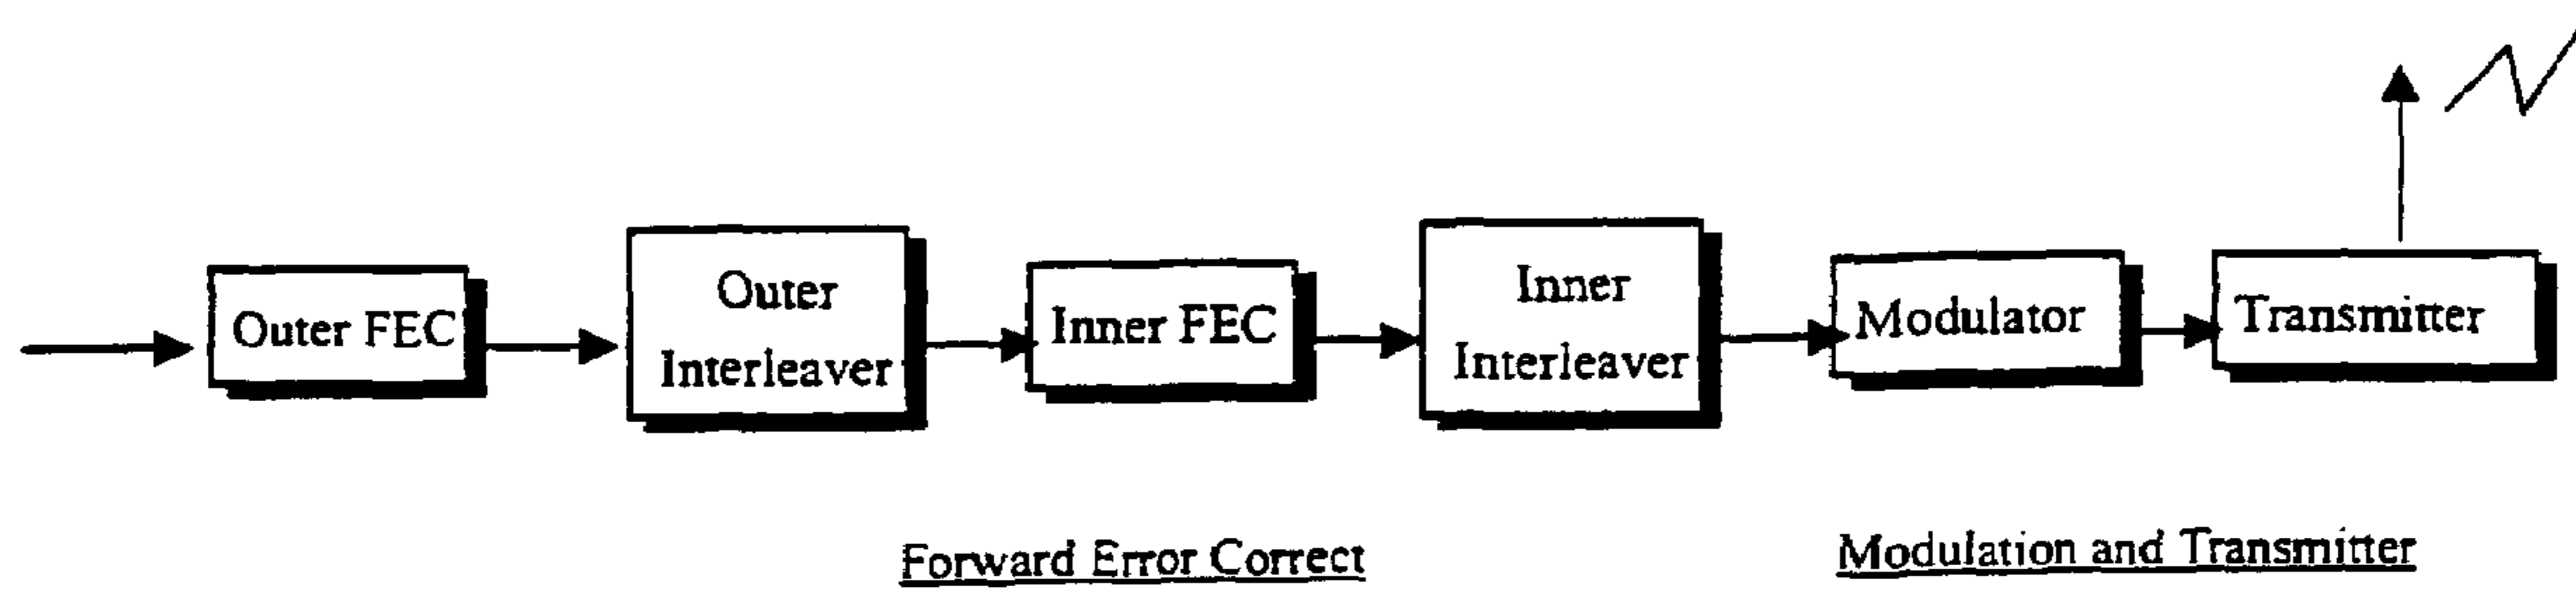 Outer FEC
Outer
Interleaver
Inner FEC
Inner
Interleaver
Modulator
Transmitter
Forward Error Correct
Modulation and Transmitter